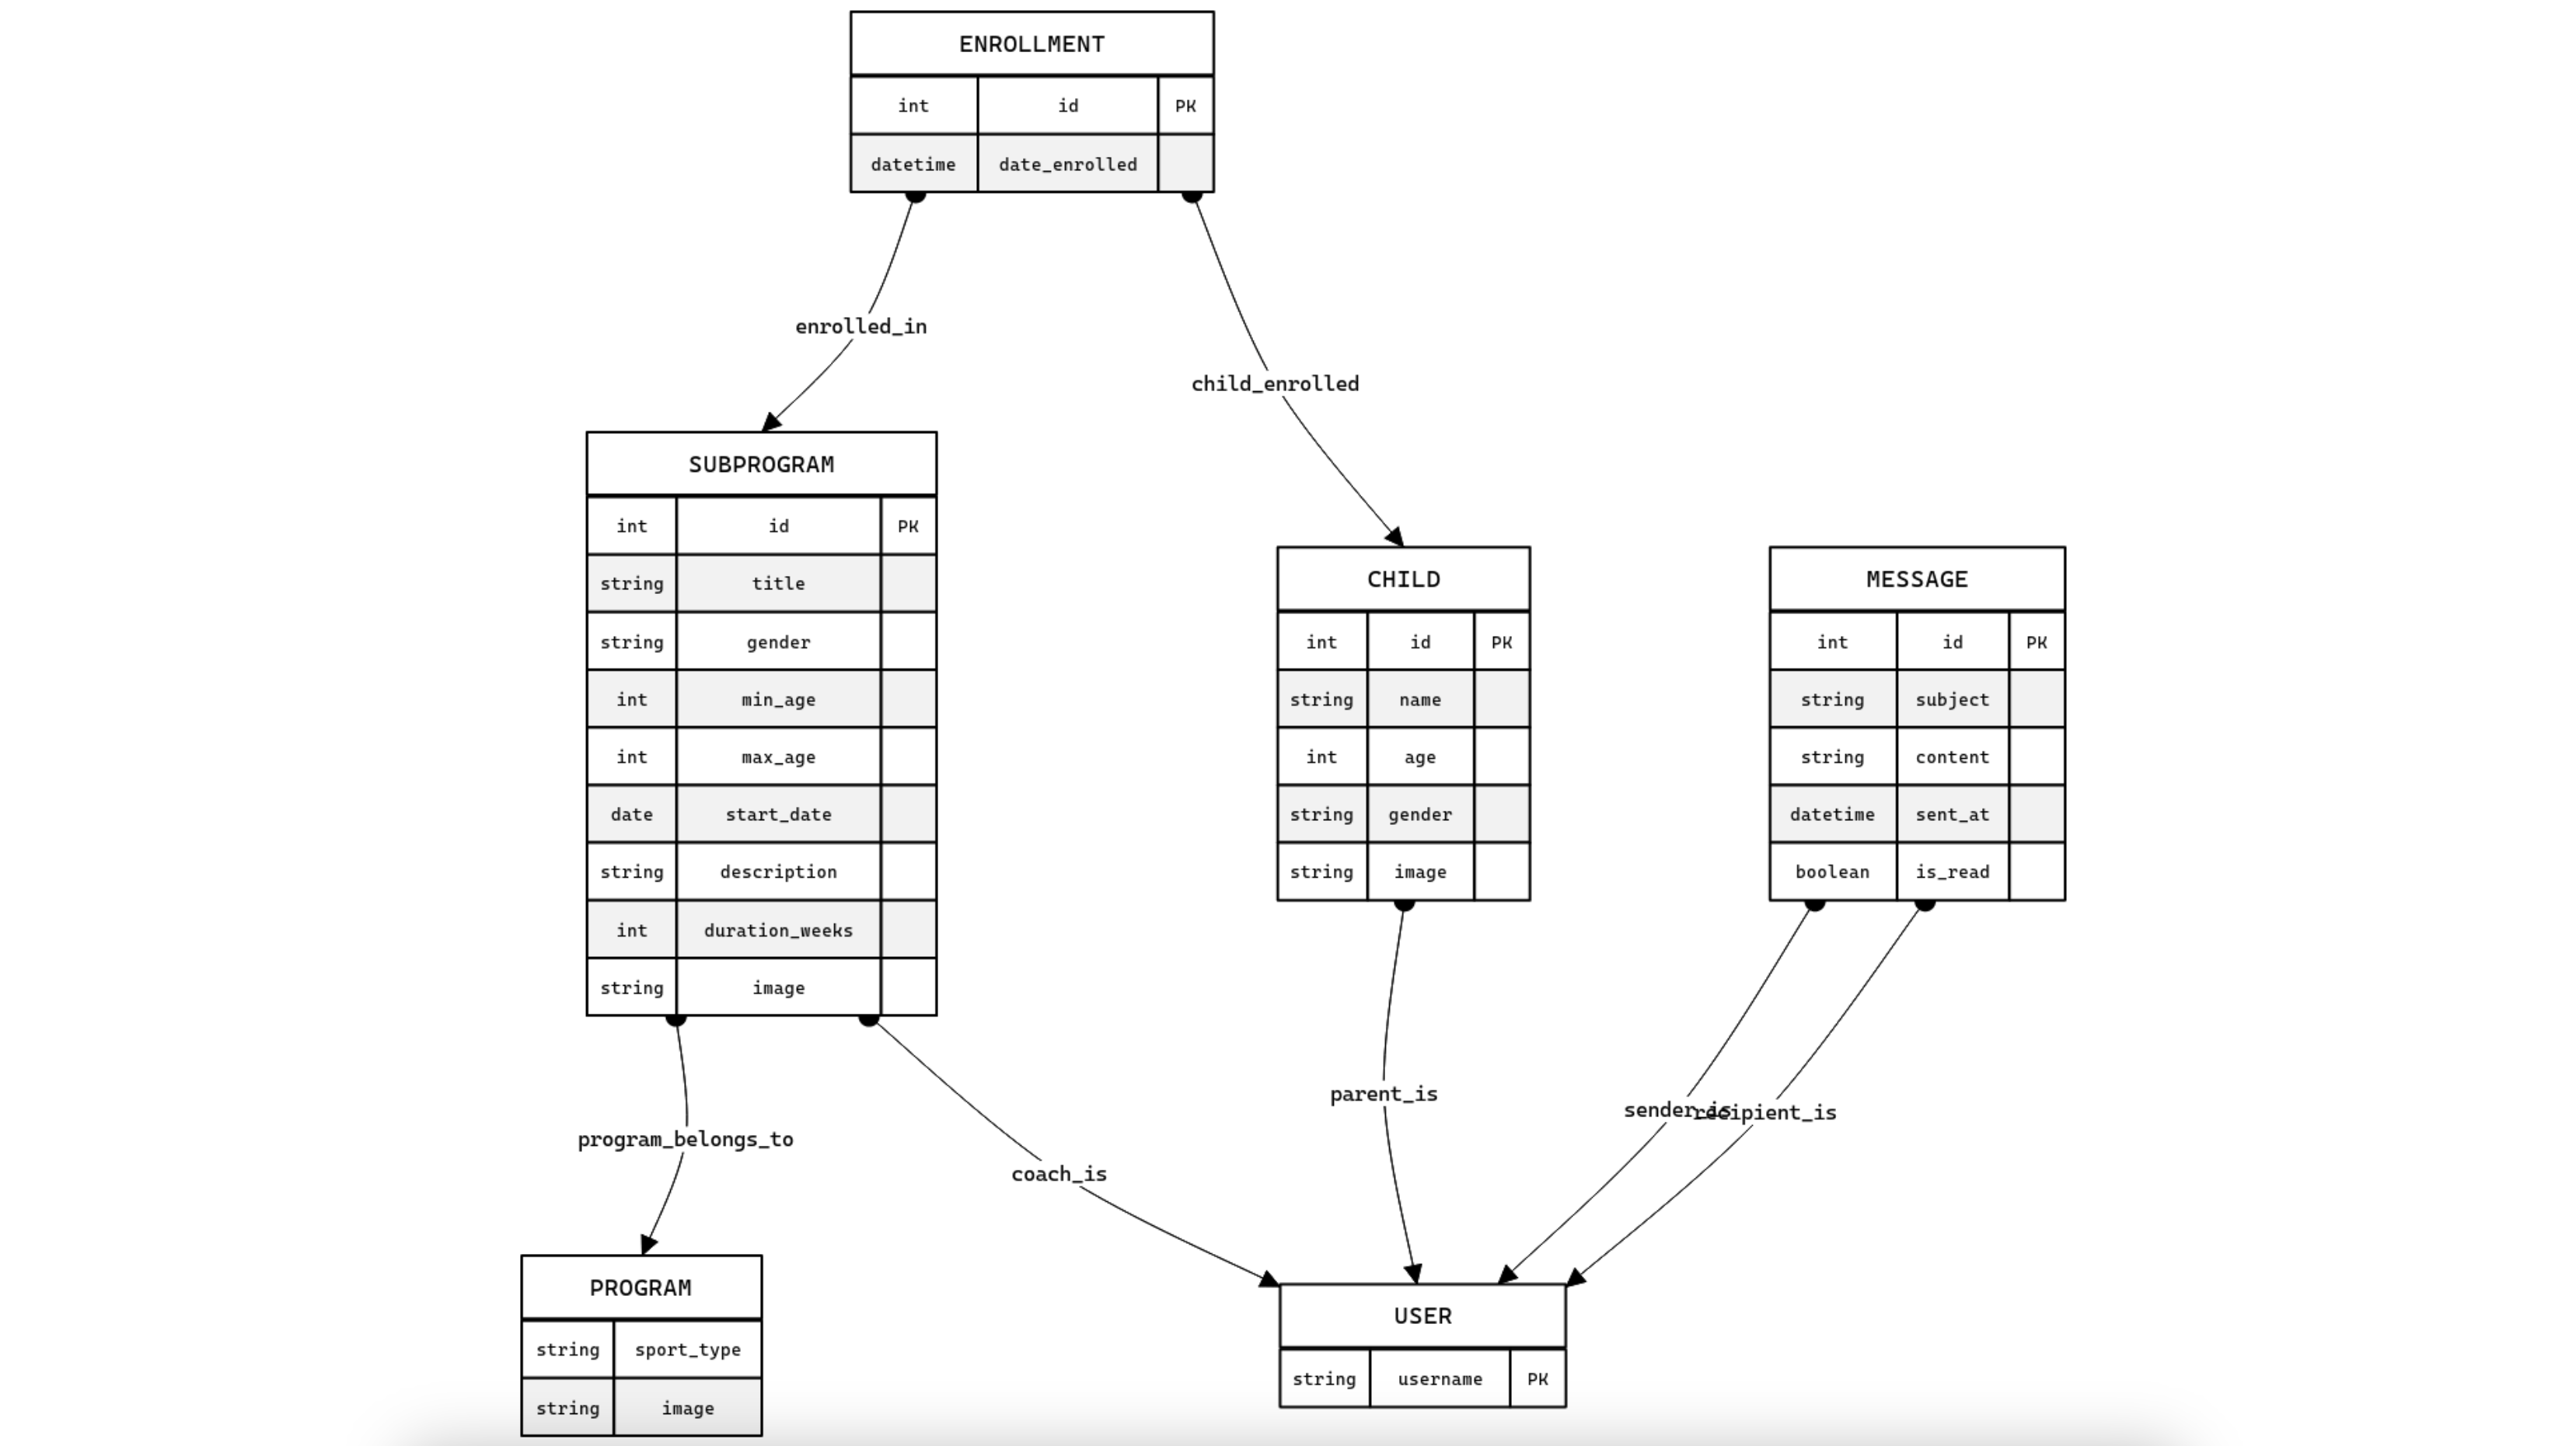 ENROLLMENT
int id PK
datetime date_enrolled
enrolled_in
child_enrolled
SUBPROGRAM
int id PK
string title
string gender
int min_age
int max_age
date start_date
string description
int duration_weeks
string image
CHILD
int id PK
string name
int age
string gender
string image
MESSAGE
int id PK
string subject
string content
datetime sent_at
boolean is_read
program_belongs_to
coach_is
parent_is
sender_is
recipient_is
PROGRAM
string sport_type
string image
USER
string username PK